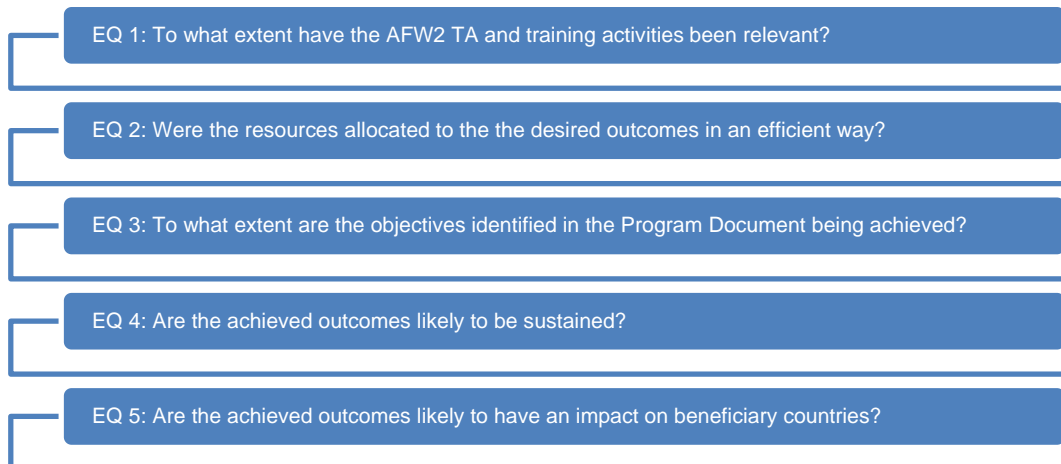 EQ 1: To what extent have the AFW2 TA and training activities been relevant?
EQ 2: Were the resources allocated to the the desired outcomes in an efficient way?
EQ 3: To what extent are the objectives identified in the Program Document being achieved?
EQ 4: Are the achieved outcomes likely to be sustained?
EQ 5: Are the achieved outcomes likely to have an impact on beneficiary countries?